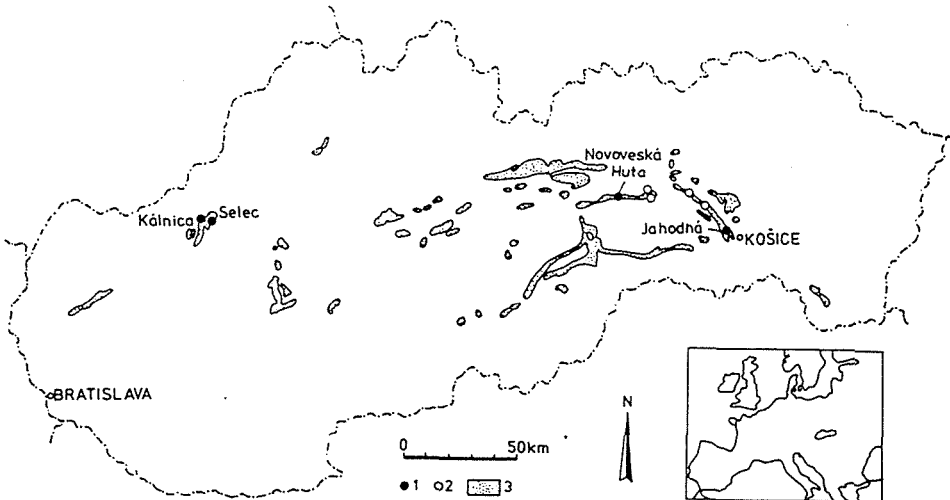 Novoveská
Huta
Kálnica
Selec
Jahodná
KOŠICE
BRATISLAVA
N
0 50km
1 2 3